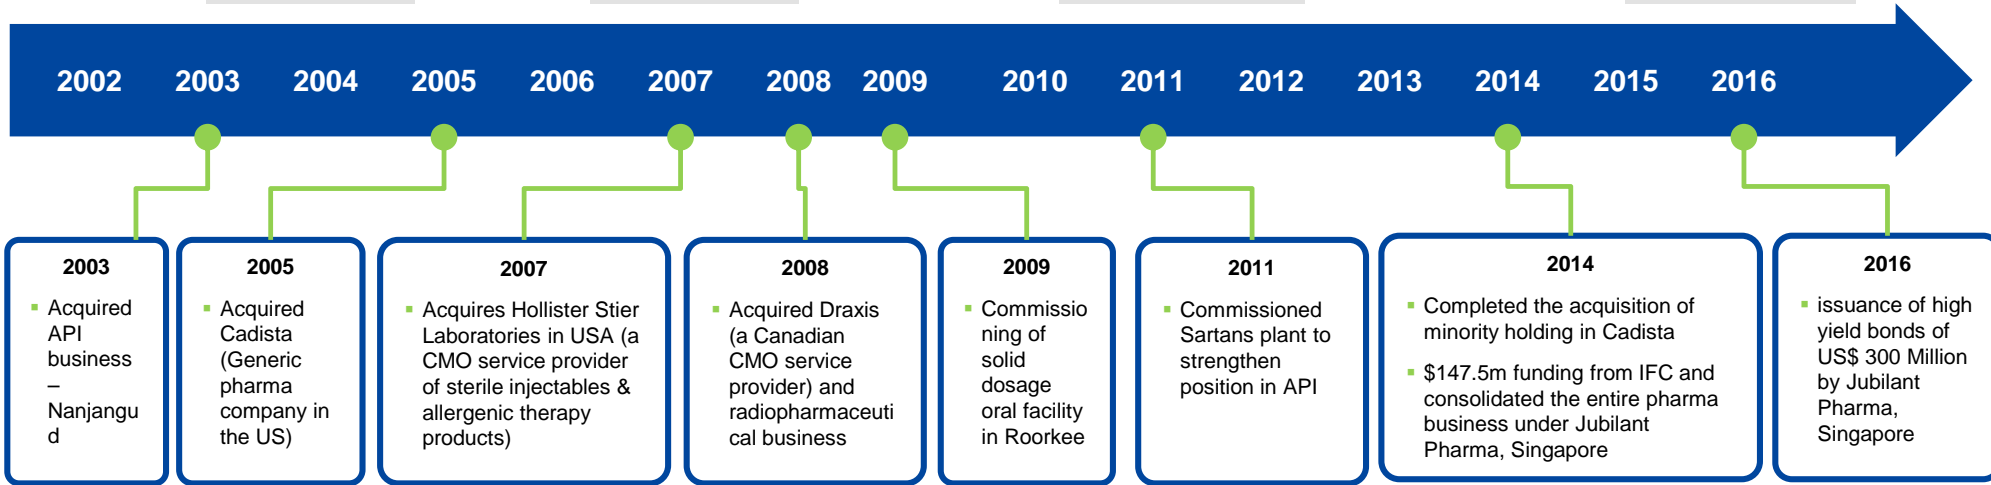 2002 2003 2004 2005 2006 2007 2008 2009 2010 2011 2012 2013 2014 2015 2016
2003
▪ Acquired
API
business
–
Nanjangu
d
2005
▪ Acquired
Cadista
(Generic
pharma
company in
the US)
2007
▪ Acquires Hollister Stier
Laboratories in USA (a
CMO service provider
of sterile injectables &
allergenic therapy
products)
2008
▪ Acquired Draxis
(a Canadian
CMO service
provider) and
radiopharmaceuti
cal business
2009
▪ Commissio
ning of
solid
dosage
oral facility
in Roorkee
2011
▪ Commissioned
Sartans plant to
strengthen
position in API
2014
▪ Completed the acquisition of
minority holding in Cadista
▪ $147.5m funding from IFC and
consolidated the entire pharma
business under Jubilant
Pharma, Singapore
2016
▪ issuance of high
yield bonds of
US$ 300 Million
by Jubilant
Pharma,
Singapore